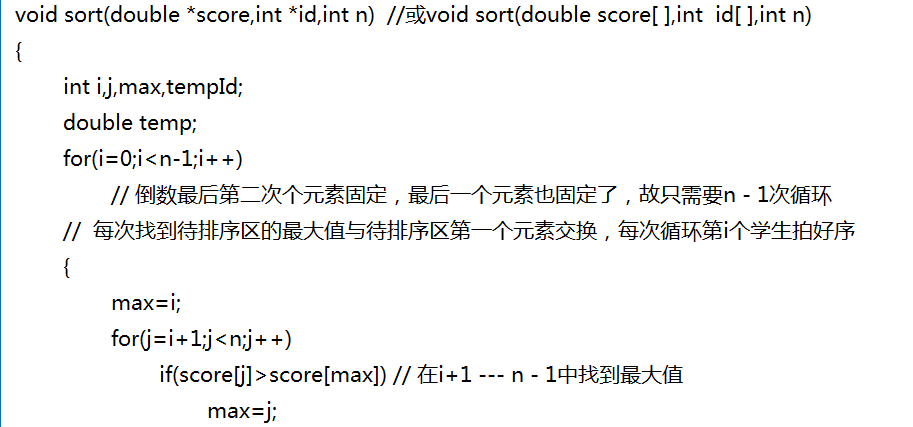 void sort(double *score,int *id,int n)  //或void sort(double score[ ],int  id[ ],int n)
{
int i,j,max,tempId;
double temp;
for(i=0;i<n-1;i++)
// 倒数最后第二次个元素固定，最后一个元素也固定了，故只需要n - 1次循环
//  每次找到待排序区的最大值与待排序区第一个元素交换，每次循环第i个学生拍好序
{
max=i;
for(j=i+1;j<n;j++)
if(score[j]>score[max]) // 在i+1 --- n - 1中找到最大值
max=j;